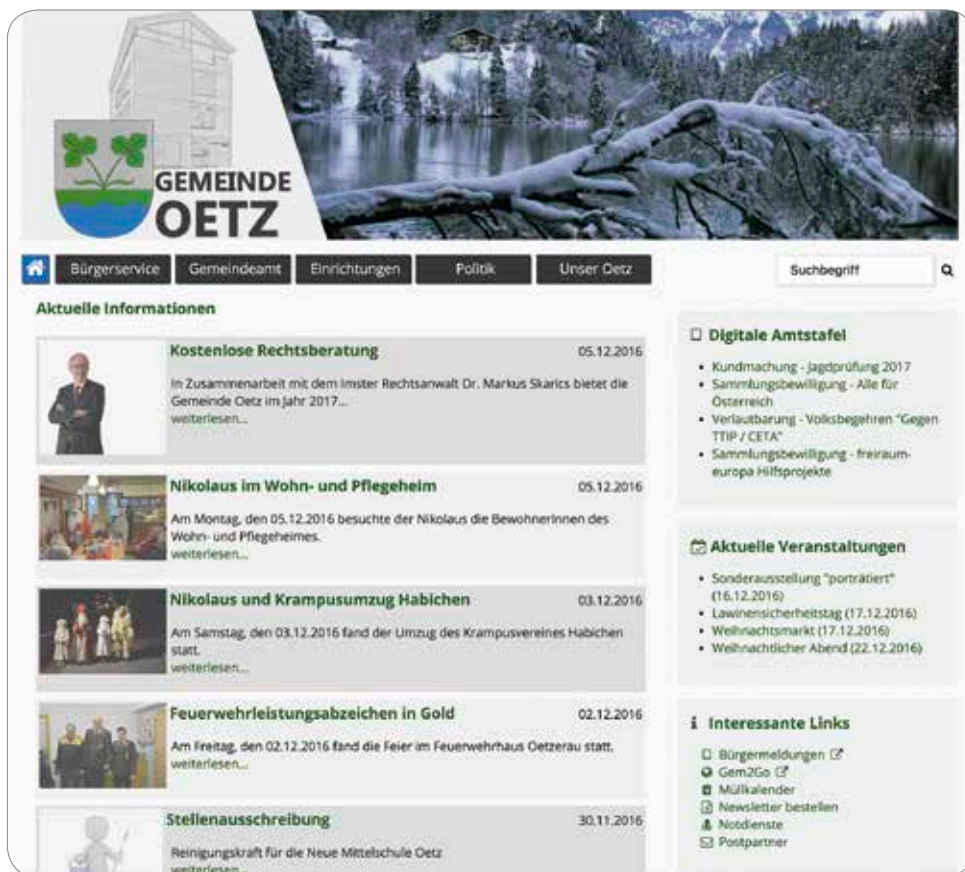 GEMEINDE
OETZ
Bürgerservice
Gemeindeamt
Einrichtungen
Politik
Unser Oetz
Suchbegriff
Aktuelle Informationen
Kostenlose Rechtsberatung
05.12.2016
In Zusammenarbeit mit dem Imster Rechtsanwalt Dr. Markus Skarics bietet die
Gemeinde Oetz im Jahr 2017...
weiterlesen...
Nikolaus im Wohn- und Pflegeheim
05.12.2016
Am Montag, den 05.12.2016 besuchte der Nikolaus die BewohnerInnen des
Wohn- und Pflegeheimes.
weiterlesen...
Nikolaus und Krampusumzug Habichen
03.12.2016
Am Samstag, den 03.12.2016 fand der Umzug des Krampusvereines Habichen
statt.
weiterlesen...
Feuerwehrleistungsabzeichen in Gold
02.12.2016
Am Freitag, den 02.12.2016 fand die Feier im Feuerwehrhaus Oetzerau statt.
weiterlesen...
Stellenausschreibung
30.11.2016
Reinigungskraft für die Neue Mittelschule Oetz
weiterlesen...
Digitale Amtstafel
• Kundmachung - Jagdprüfung 2017
• Sammlungsbewilligung - Alle für
Österreich
• Verlautbarung - Volksbegehren "Gegen
TTIP / CETA"
• Sammlungsbewilligung - freiraum-
europa Hilfsprojekte
Aktuelle Veranstaltungen
• Sonderausstellung "porträtiert"
(16.12.2016)
• Lawinensicherheitstag (17.12.2016)
• Weihnachtsmarkt (17.12.2016)
• Weihnachtlicher Abend (22.12.2016)
Interessante Links
Bürgermeldungen
Gem2Go
Müllkalender
Newsletter bestellen
Notdienste
Postpartner